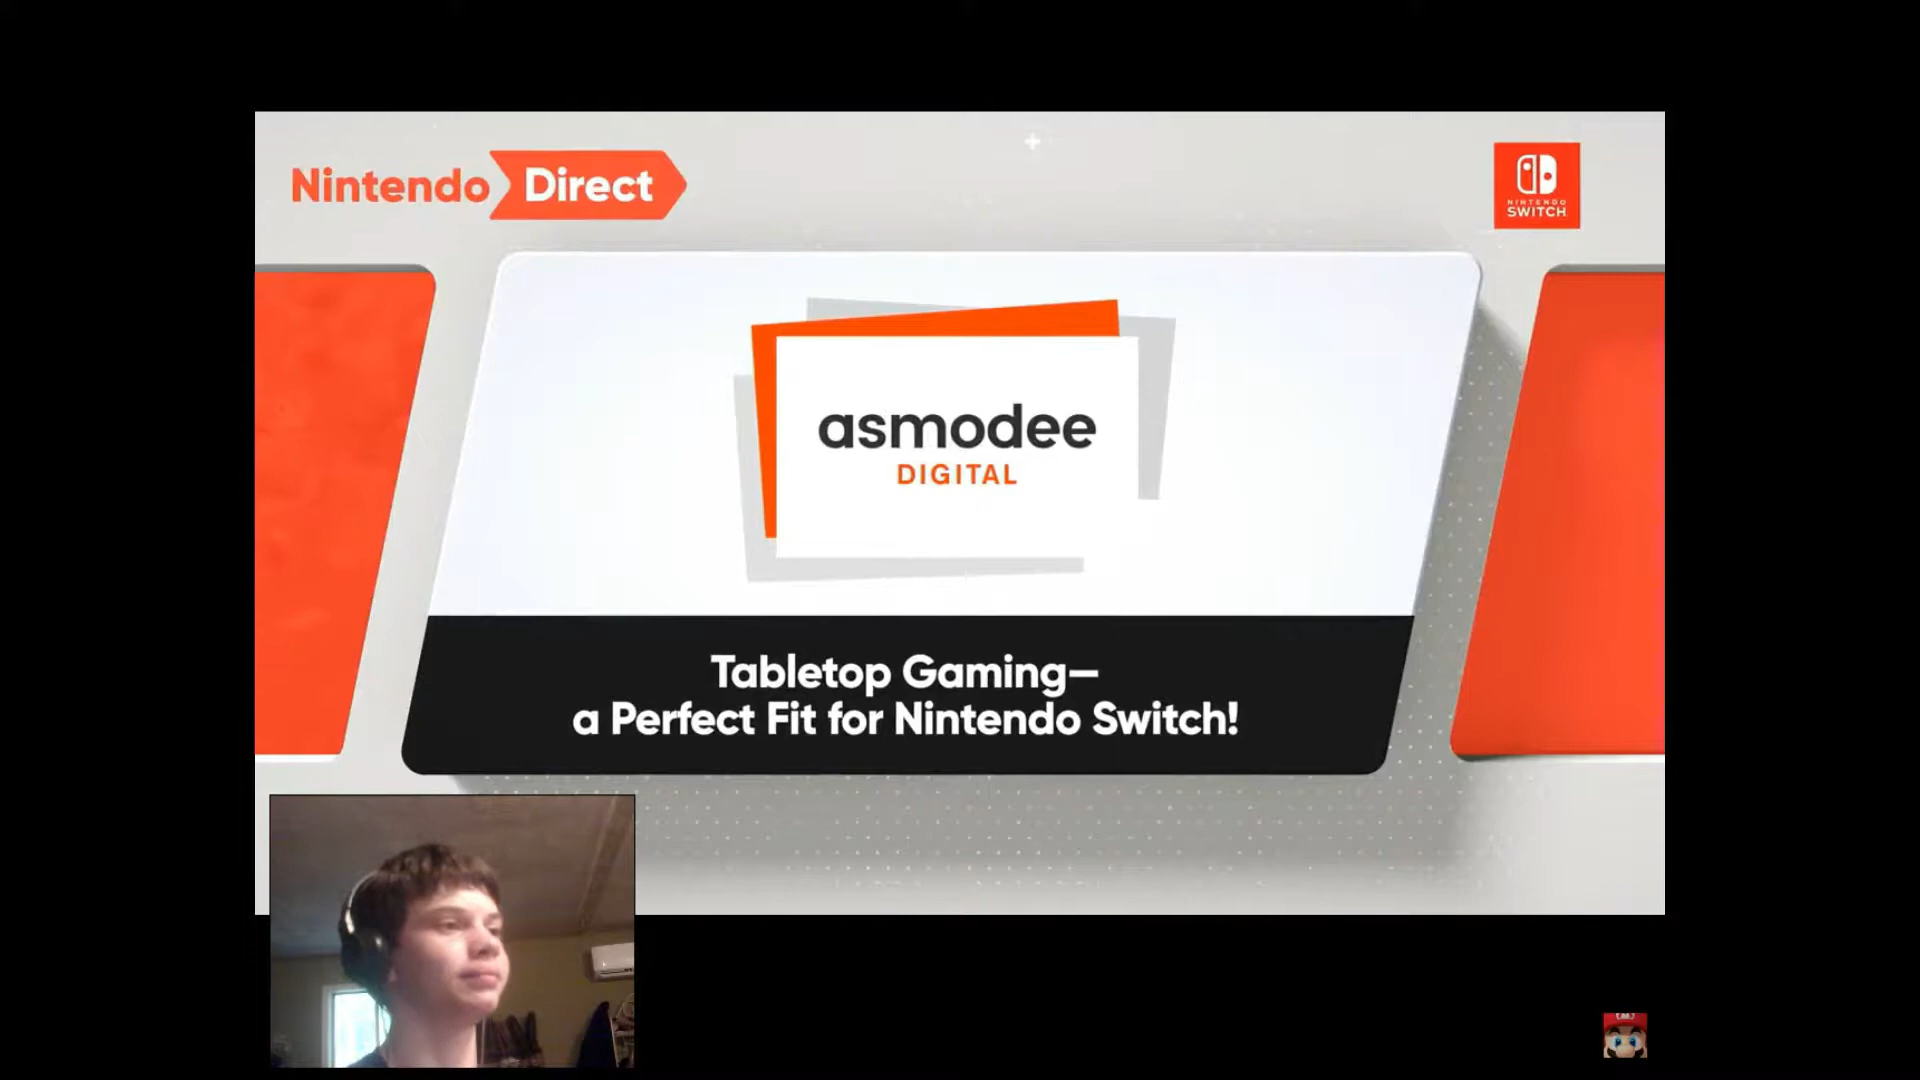 Nintendo Direct
NINTENDO
SWITCH
asmodee
DIGITAL
Tabletop Gaming—
a Perfect Fit for Nintendo Switch!
M